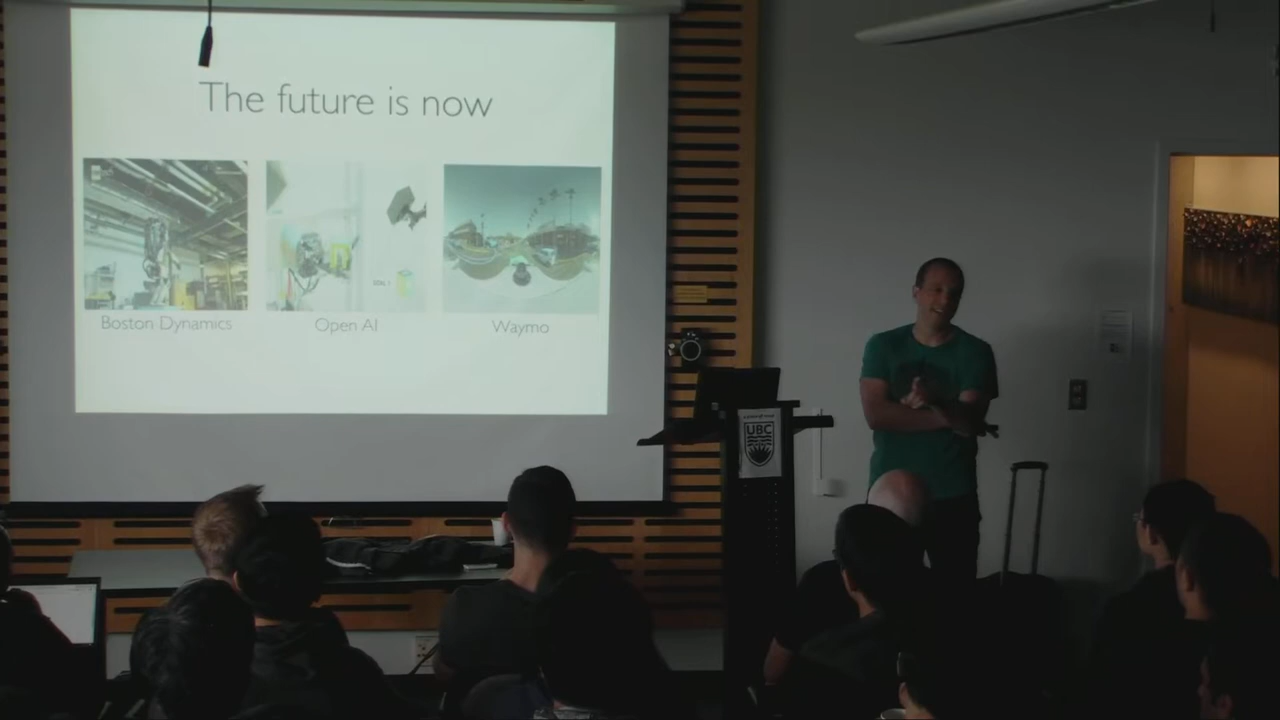 The future is now
Boston Dynamics
Open AI
Waymo
UBC